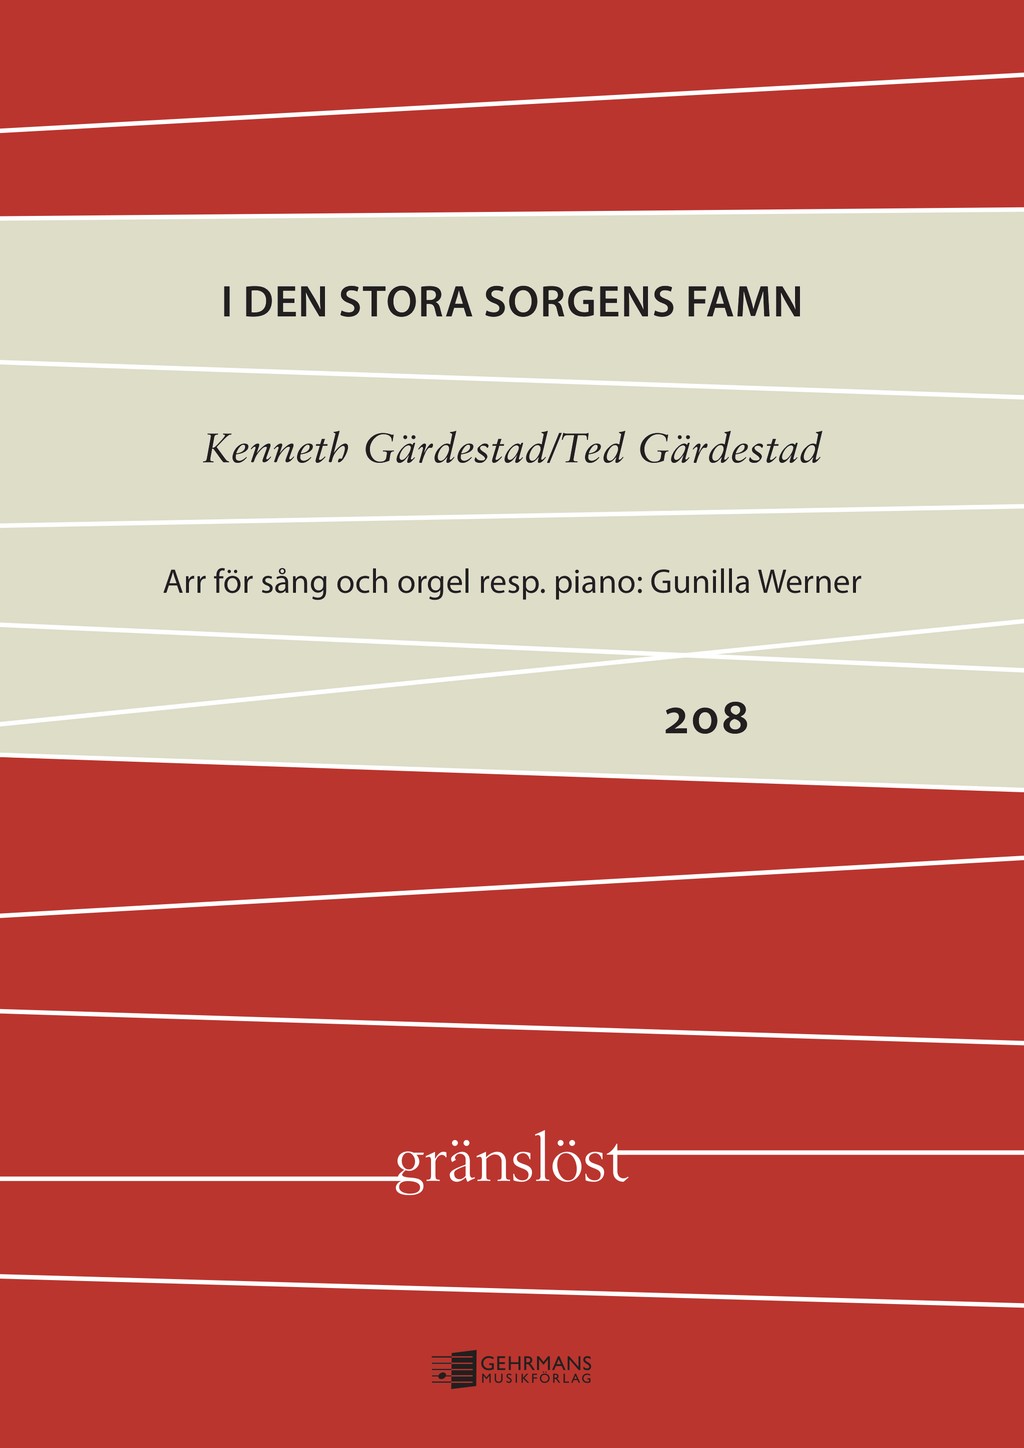 I DEN STORA SORGENS FAMN
Kenneth Gärdestad/Ted Gärdestad
Arr för sång och orgel resp. piano: Gunilla Werner
208
gränslöst
GEHRMANS
MUSIKFÖRLAG